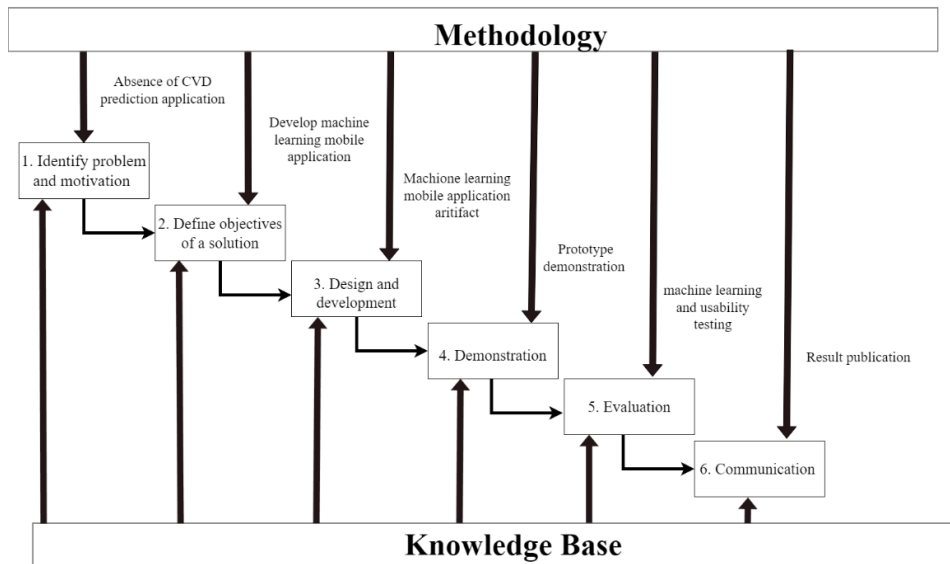 Methodology
Absence of CVD
prediction application
1. Identify problem
and motivation
Develop machine
learning mobile
application
2. Define objectives
of a solution
Machione learning
mobile application
aritifact
3. Design and
development
Prototype
demonstration
4. Demonstration
machine learning
and usability
testing
5. Evaluation
Result publication
6. Communication
Knowledge Base